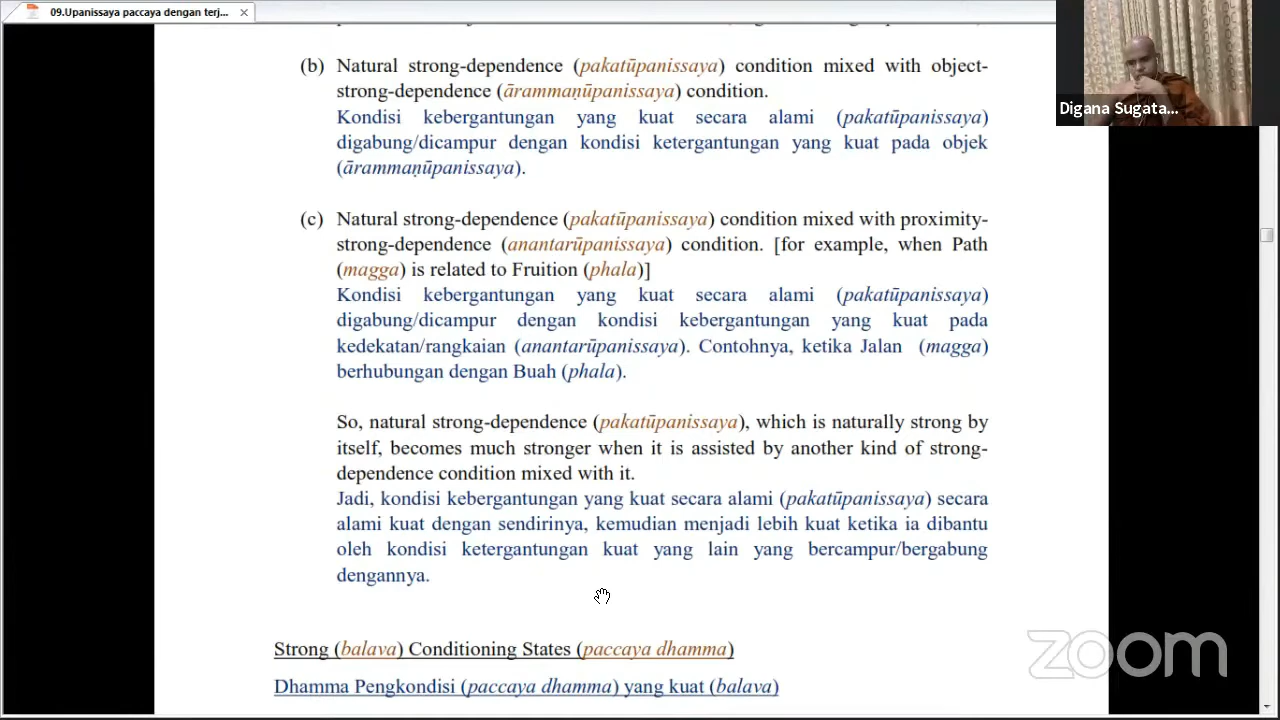 09.Upanissaya paccaya dengan terj...
(b) Natural strong-dependence (pakatūpanissaya) condition mixed with object-
strong-dependence (ārammaṇūpanissaya) condition.
Kondisi kebergantungan yang kuat secara alami (pakatūpanissaya)
digabung/dicampur dengan kondisi ketergantungan yang kuat pada objek
(ārammaṇūpanissaya).
(c) Natural strong-dependence (pakatūpanissaya) condition mixed with proximity-
strong-dependence (anantarūpanissaya) condition. [for example, when Path
(magga) is related to Fruition (phala)]
Kondisi kebergantungan yang kuat secara alami (pakatūpanissaya)
digabung/dicampur dengan kondisi kebergantungan yang kuat pada
kedekatan/rangkaian (anantarūpanissaya). Contohnya, ketika Jalan (magga)
berhubungan dengan Buah (phala).
So, natural strong-dependence (pakatūpanissaya), which is naturally strong by
itself, becomes much stronger when it is assisted by another kind of strong-
dependence condition mixed with it.
Jadi, kondisi kebergantungan yang kuat secara alami (pakatūpanissaya) secara
alami kuat dengan sendirinya, kemudian menjadi lebih kuat ketika ia dibantu
oleh kondisi ketergantungan kuat yang lain yang bercampur/bergabung
dengannya.
Strong (balava) Conditioning States (paccaya dhamma)
Dhamma Pengkondisi (paccaya dhamma) yang kuat (balava)
Digana Sugata...
zoom